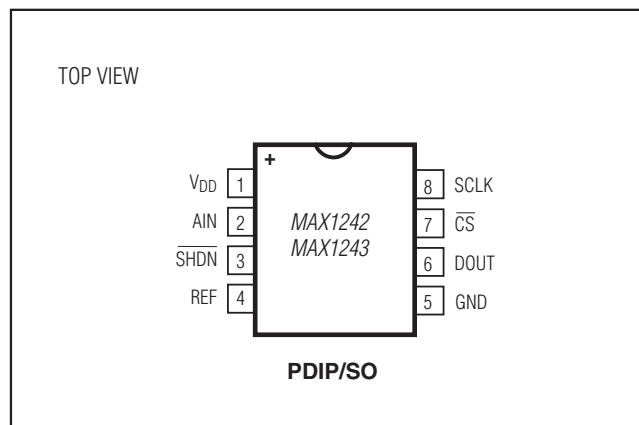 TOP VIEW
+
VDD 1
AIN 2
SHDN 3
REF 4
MAX1242
MAX1243
8 SCLK
7 CS
6 DOUT
5 GND
PDIP/SO